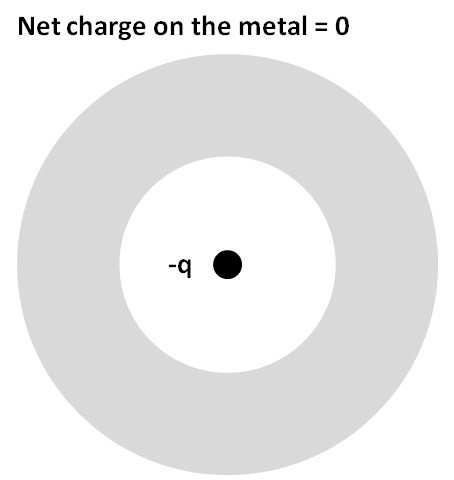 Net charge on the metal = 0
-q